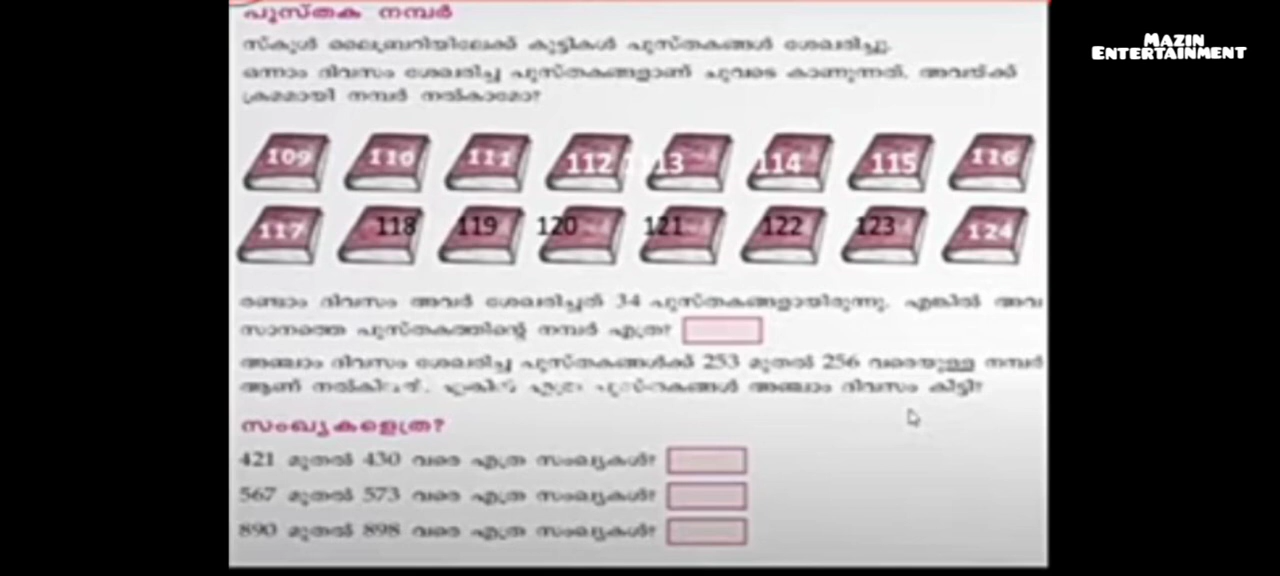 പുസ്തക നമ്പർ
MAZIN
ENTERTAINMENT
സ്കൂൾ ലൈബ്രറിയിലേക്ക് കുട്ടികൾ പുസ്തകങ്ങൾ ശേഖരിച്ചു.
ഒന്നാം ദിവസം ശേഖരിച്ച പുസ്തകങ്ങളാണ് ചുവടെ കാണുന്നത്. അവയ്ക്ക്
ക്രമമായി നമ്പർ നൽകാമോ?
109 110 111 112 113 114 115 116
117 118 119 120 121 122 123 124
രണ്ടാം ദിവസം അവർ ശേഖരിച്ചത് 34 പുസ്തകങ്ങളായിരുന്നു. എങ്കിൽ അവ
സാനത്തെ പുസ്തകത്തിന്റെ നമ്പർ എത്ര?
അഞ്ചാം ദിവസം ശേഖരിച്ച പുസ്തകങ്ങൾക്ക് 253 മുതൽ 256 വരെയുള്ള നമ്പർ
ആണ് എത്ര പുസ്തകങ്ങൾ അഞ്ചാം ദിവസം കിട്ടി?
സംഖ്യകളെത്ര?
421 മുതൽ 430 വരെ എത്ര സംഖ്യകൾ?
567 മുതൽ 573 വരെ എത്ര സംഖ്യകൾ?
890 മുതൽ 898 വരെ എത്ര സംഖ്യകൾ?